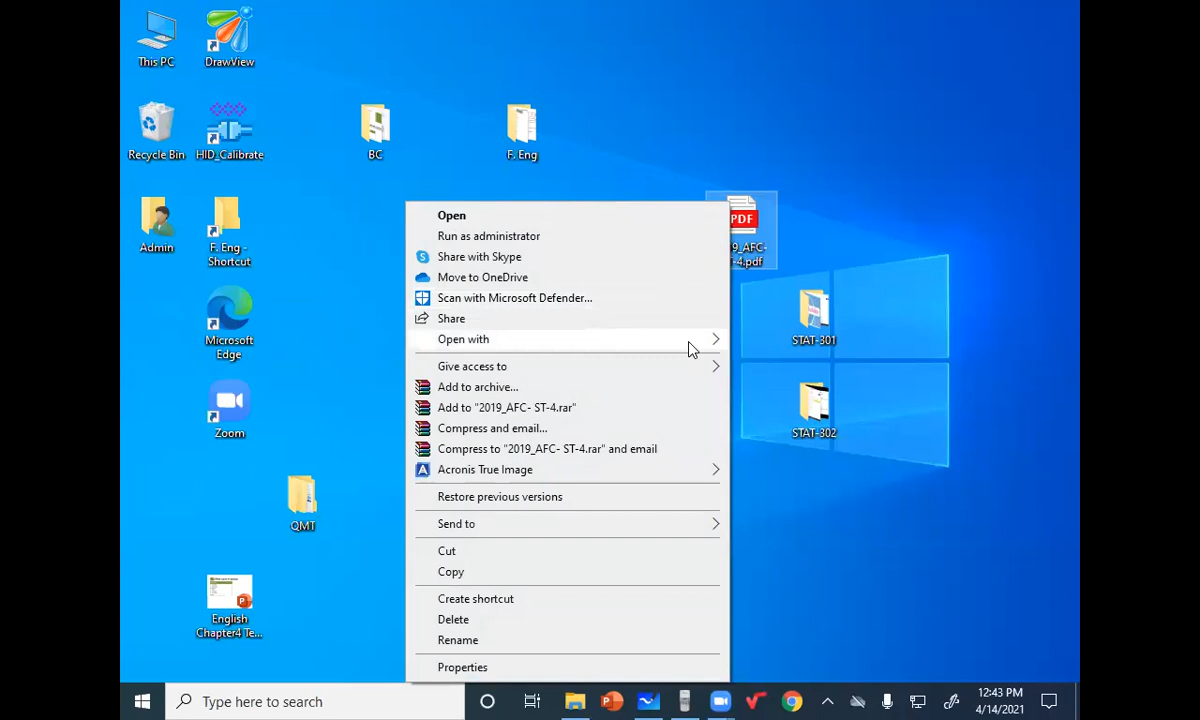 This PC
DrawView
Recycle Bin
HID_Calibrate
BC
F. Eng
Admin
F. Eng -
Shortcut
PDF
9_AFC-
T-4.pdf
Microsoft
Edge
STAT-301
Zoom
STAT-302
QMT
English
Chapter4 Te...
Open
Run as administrator
Share with Skype
Move to OneDrive
Scan with Microsoft Defender...
Share
Open with
Give access to
Add to archive...
Add to "2019_AFC- ST-4.rar"
Compress and email...
Compress to "2019_AFC- ST-4.rar" and email
Acronis True Image
Restore previous versions
Send to
Cut
Copy
Create shortcut
Delete
Rename
Properties
Type here to search
12:43 PM
4/14/2021